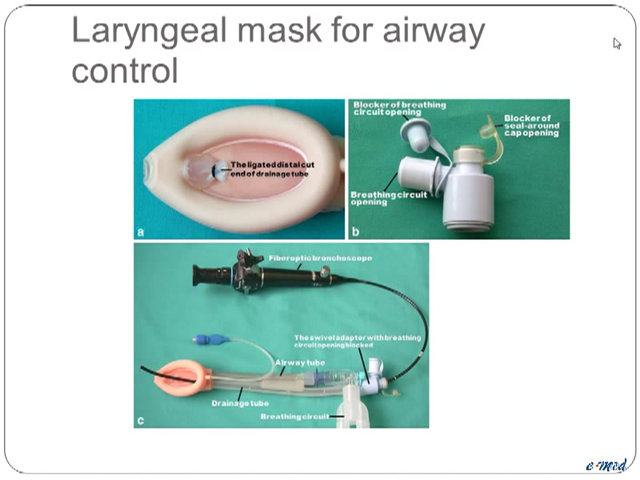 Laryngeal mask for airway
control
The ligated distal cut
end of drainage tube
a
Blocker of breathing
circuit opening
Blocker of
seal-around
cap opening
Breathing circuit
opening
b
Fiberoptic bronchoscope
The swivel adapter with breathing
circuit opening blocked
Airway tube
Drainage tube
Breathing circuit
c
e-mod